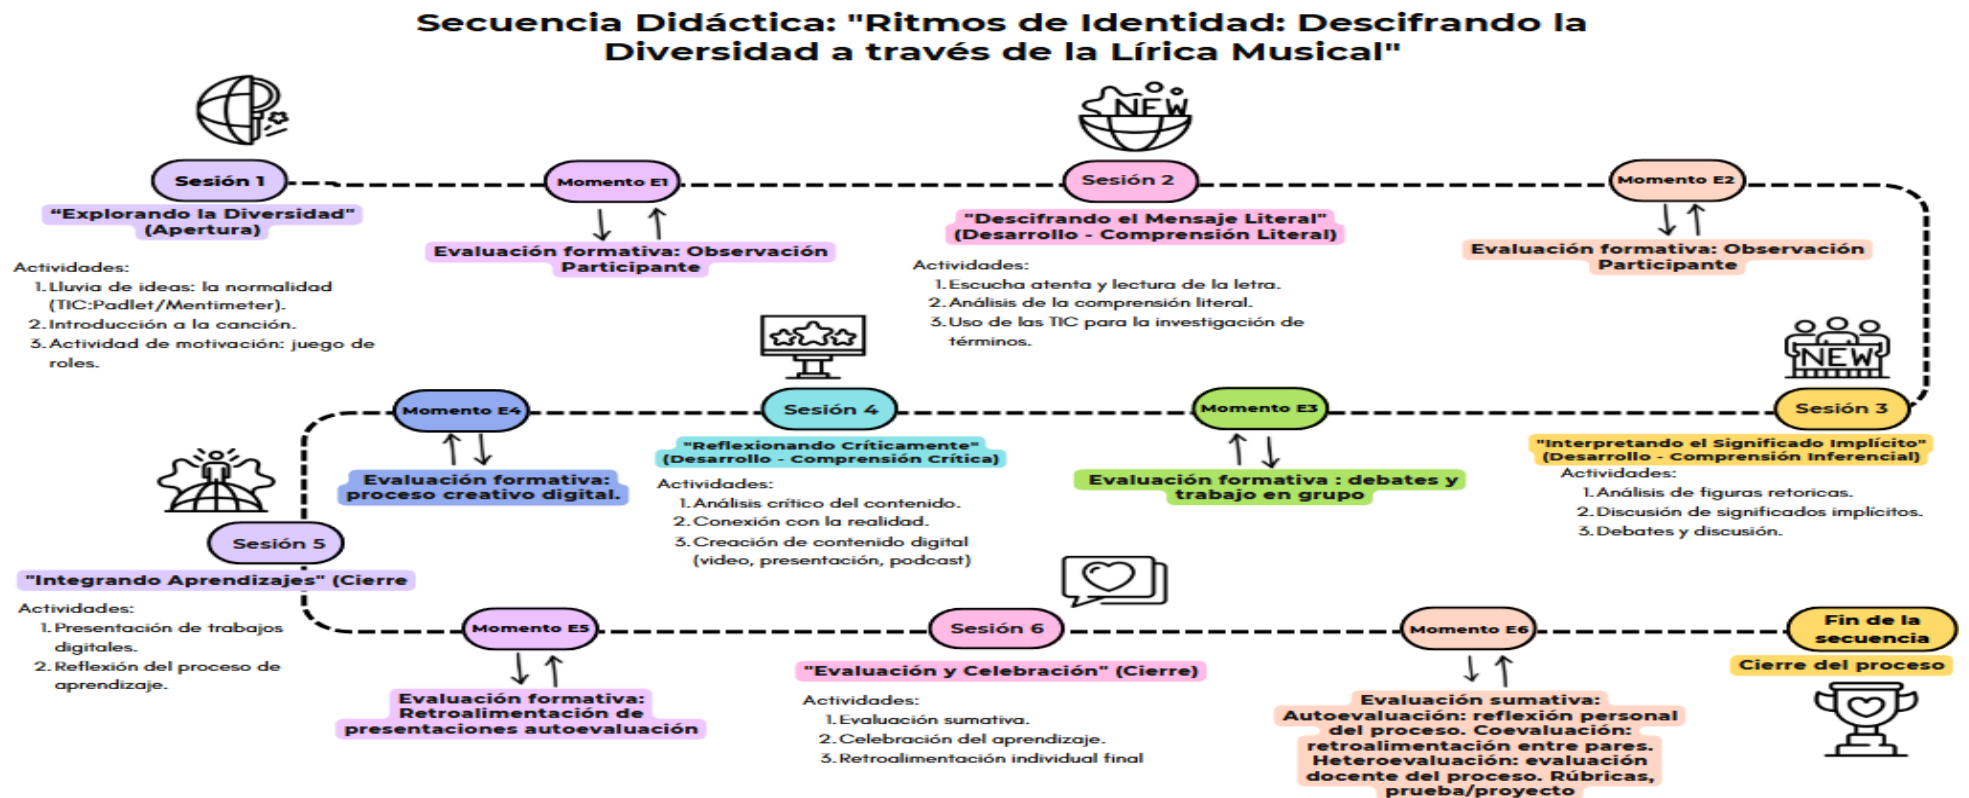 Secuencia Didáctica: "Ritmos de Identidad: Descifrando la
Diversidad a través de la Lírica Musical"
Sesión 1
“Explorando la Diversidad"
(Apertura)
Actividades:
1. Lluvia de ideas: la normalidad
(TIC:Padlet/Mentimeter).
2. Introducción a la canción.
3. Actividad de motivación: juego de
roles.
Momento E1
Evaluación formativa: Observación
Participante
NEW
Sesión 2
"Descifrando el Mensaje Literal"
(Desarrollo - Comprensión Literal)
Actividades:
1. Escucha atenta y lectura de la letra.
2. Análisis de la comprensión literal.
3. Uso de las TIC para la investigación de
términos.
Momento E2
Evaluación formativa: Observación
Participante
NEW
Sesión 3
"Interpretando el Significado Implícito"
(Desarrollo - Comprensión Inferencial)
Actividades:
1. Análisis de figuras retoricas.
2. Discusión de significados implícitos.
3. Debates y discusión.
Momento E3
Evaluación formativa : debates y
trabajo en grupo
Sesión 4
"Reflexionando Críticamente"
(Desarrollo - Comprensión Crítica)
Actividades:
1. Análisis crítico del contenido.
2. Conexión con la realidad.
3. Creación de contenido digital
(video, presentación, podcast)
Momento E4
Evaluación formativa:
proceso creativo digital.
Sesión 5
"Integrando Aprendizajes" (Cierre
Actividades:
1. Presentación de trabajos
digitales.
2. Reflexión del proceso de
aprendizaje.
Momento E5
Evaluación formativa:
Retroalimentación de
presentaciones autoevaluación
Sesión 6
"Evaluación y Celebración" (Cierre)
Actividades:
1. Evaluación sumativa.
2. Celebración del aprendizaje.
3. Retroalimentación individual final
Momento E6
Evaluación sumativa:
Autoevaluación: reflexión personal
del proceso. Coevaluación:
retroalimentación entre pares.
Heteroevaluación: evaluación
docente del proceso. Rúbricas,
prueba/proyecto
Fin de la
secuencia
Cierre del proceso